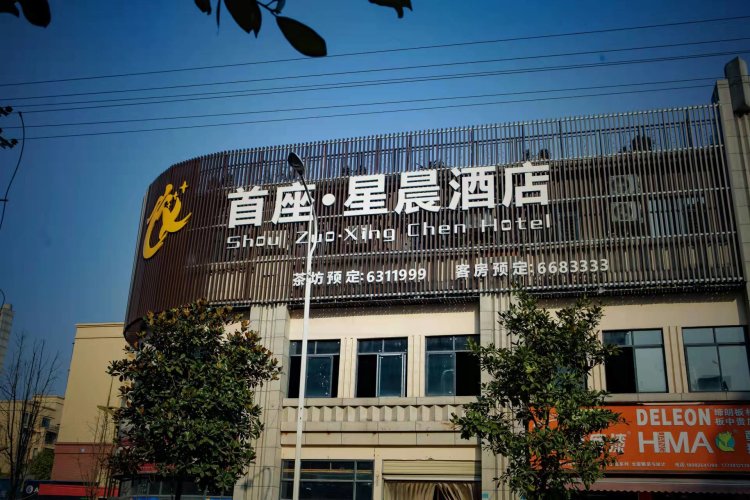 首座·星晨酒店
Shou Zuo·Xing Chen Hotel
茶坊预定:6311999 客房预定:6683333
DELEON
HMA